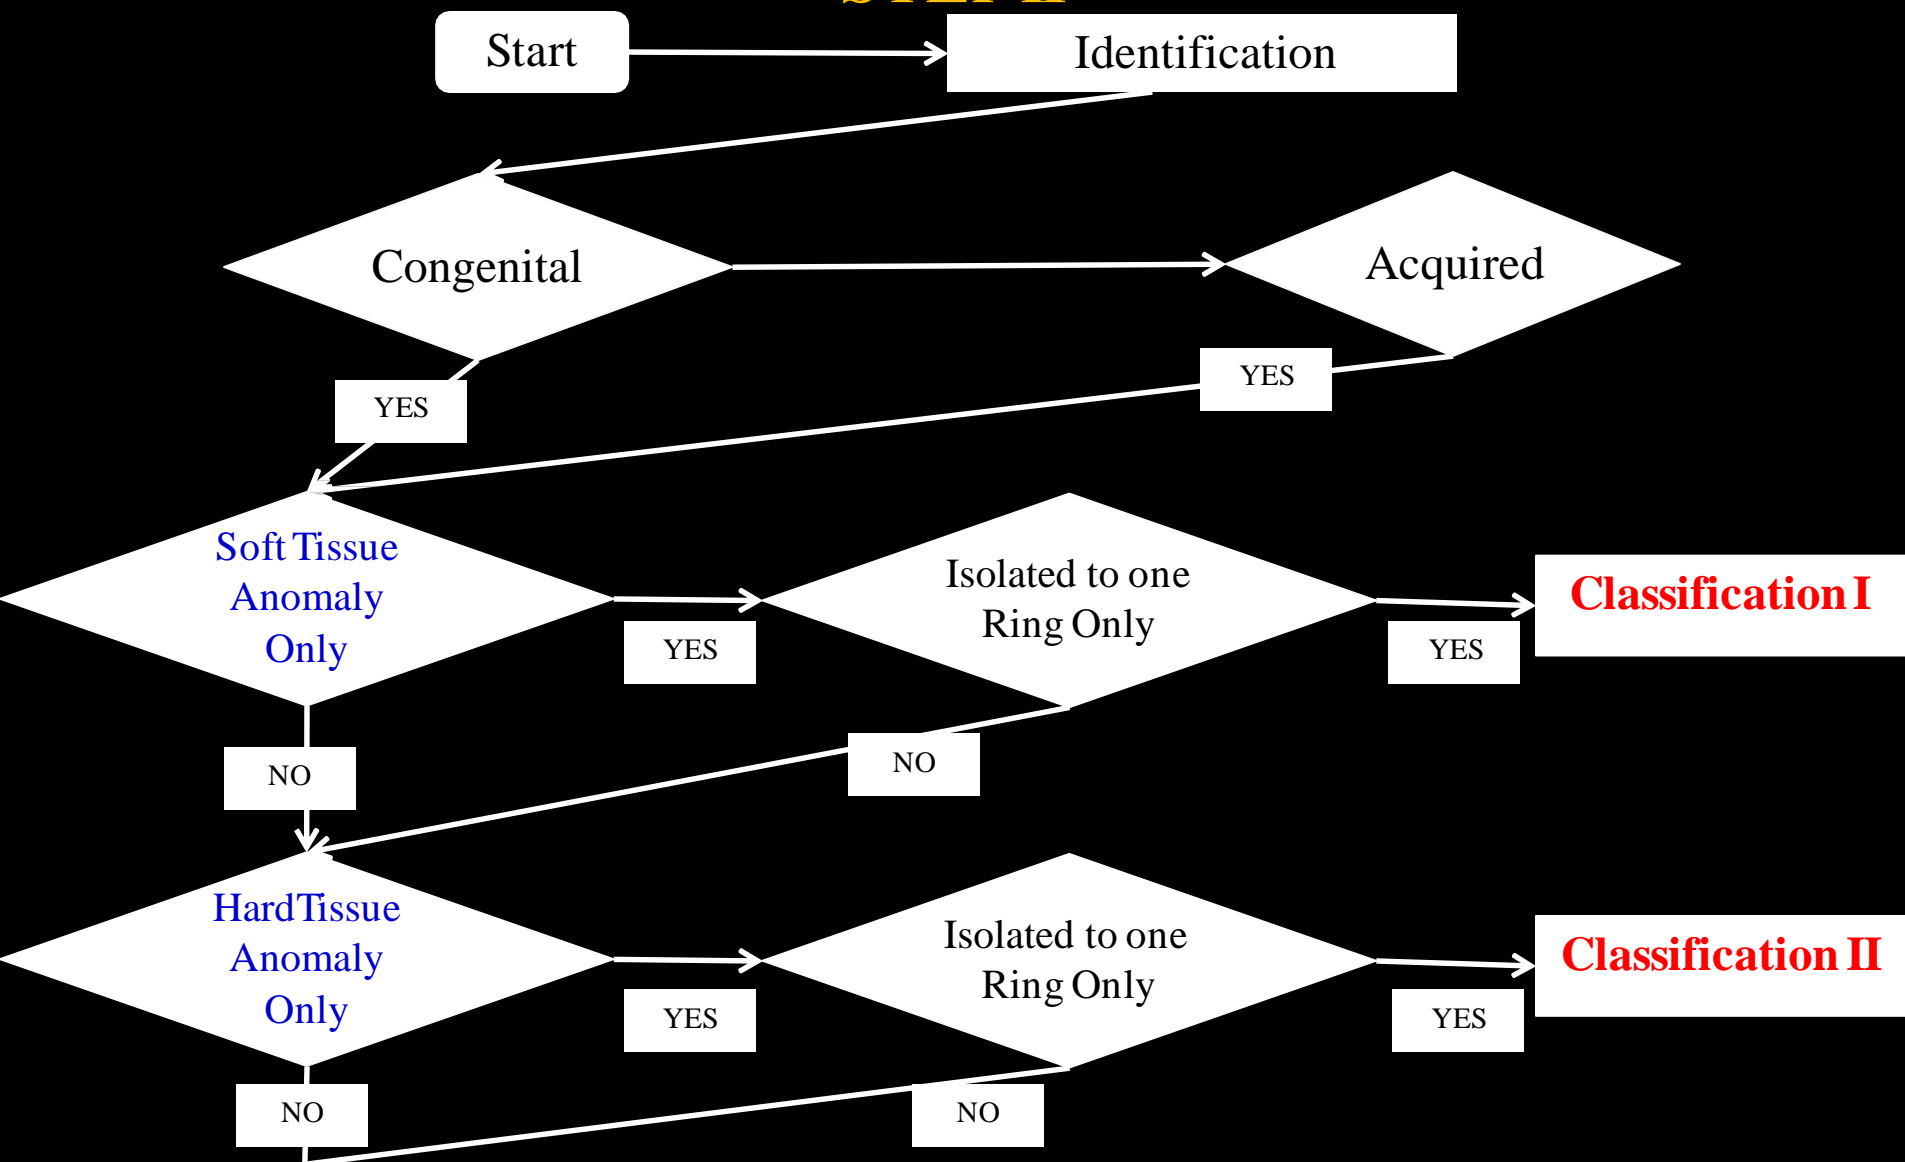 Start
Identification
Congenital
Acquired
YES
YES
Soft Tissue
Anomaly
Only
YES
Isolated to one
Ring Only
YES
Classification I
NO
NO
Hard Tissue
Anomaly
Only
YES
Isolated to one
Ring Only
YES
Classification II
NO
NO